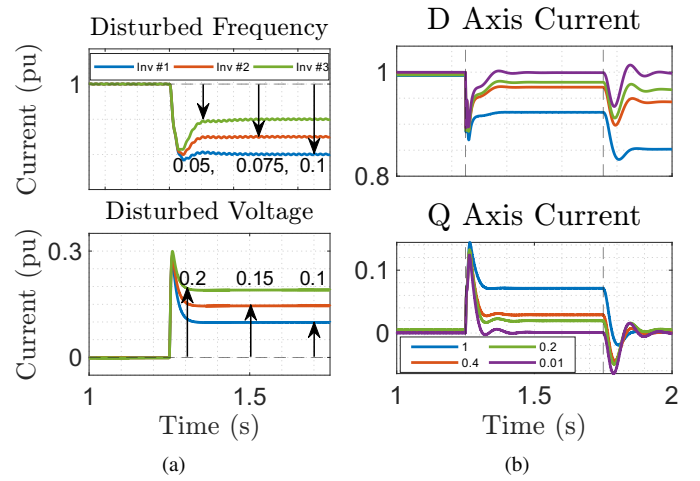 Disturbed Frequency
Current (pu)
1
Inv #1 Inv #2 Inv #3
0.05, 0.075, 0.1
Disturbed Voltage
Current (pu)
0.3
0
0.2 0.15 0.1
1 1.5
Time (s)
(a)
D Axis Current
1
0.8
Q Axis Current
0.1
0
1 0.2
0.4 0.01
1 1.5 2
Time (s)
(b)